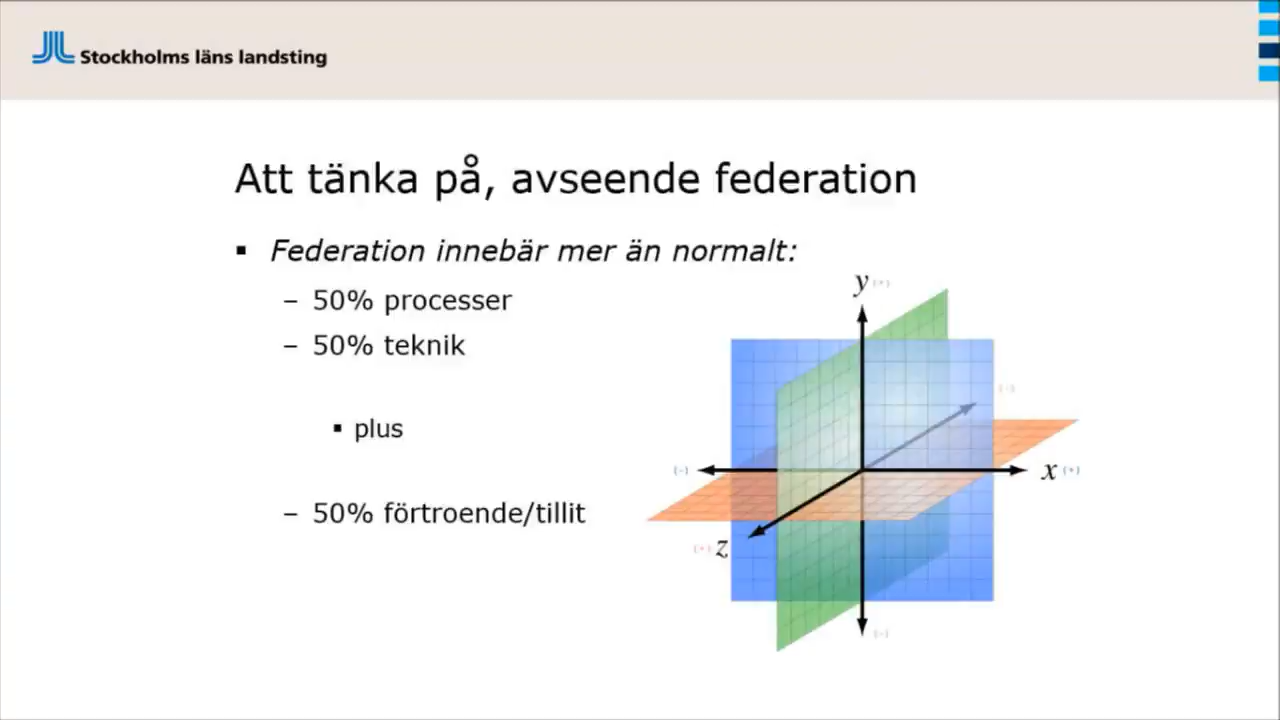 Stockholms läns landsting
Att tänka på, avseende federation
▪ Federation innebär mer än normalt:
– 50% processer
– 50% teknik
▪ plus
– 50% förtroende/tillit
y (+)
(-)
(-)
x (+)
(+) z
(-)